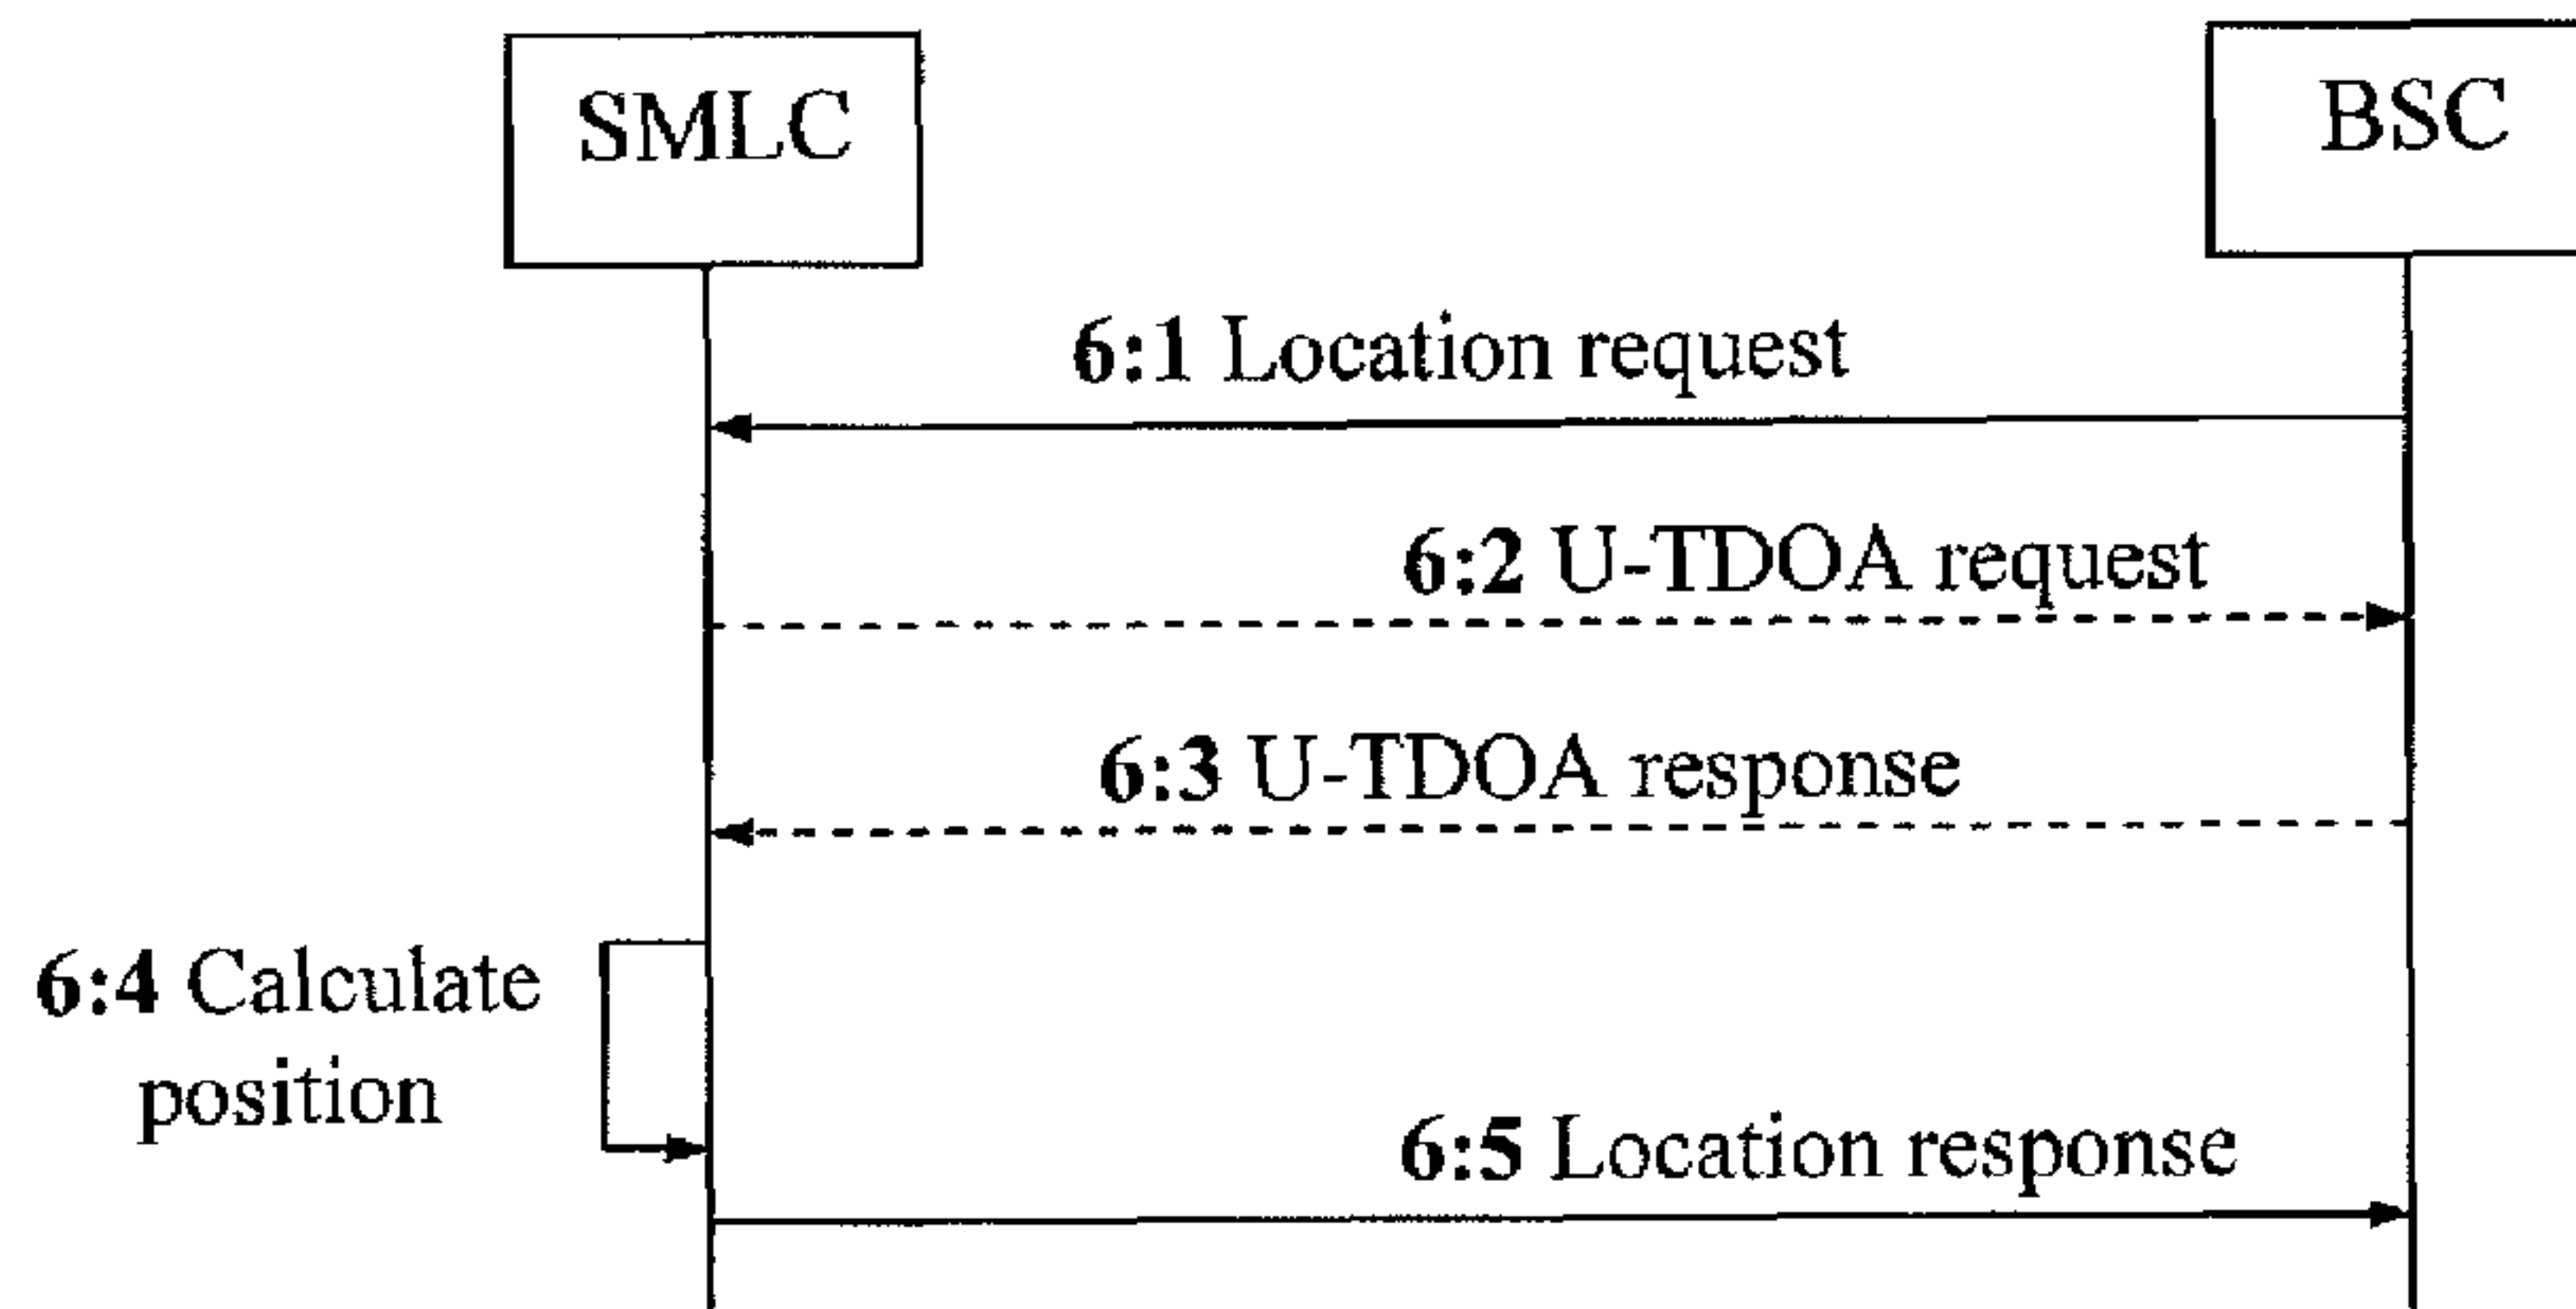 SMLC
BSC
6:1 Location request
6:2 U-TDOA request
6:3 U-TDOA response
6:4 Calculate
position
6:5 Location response